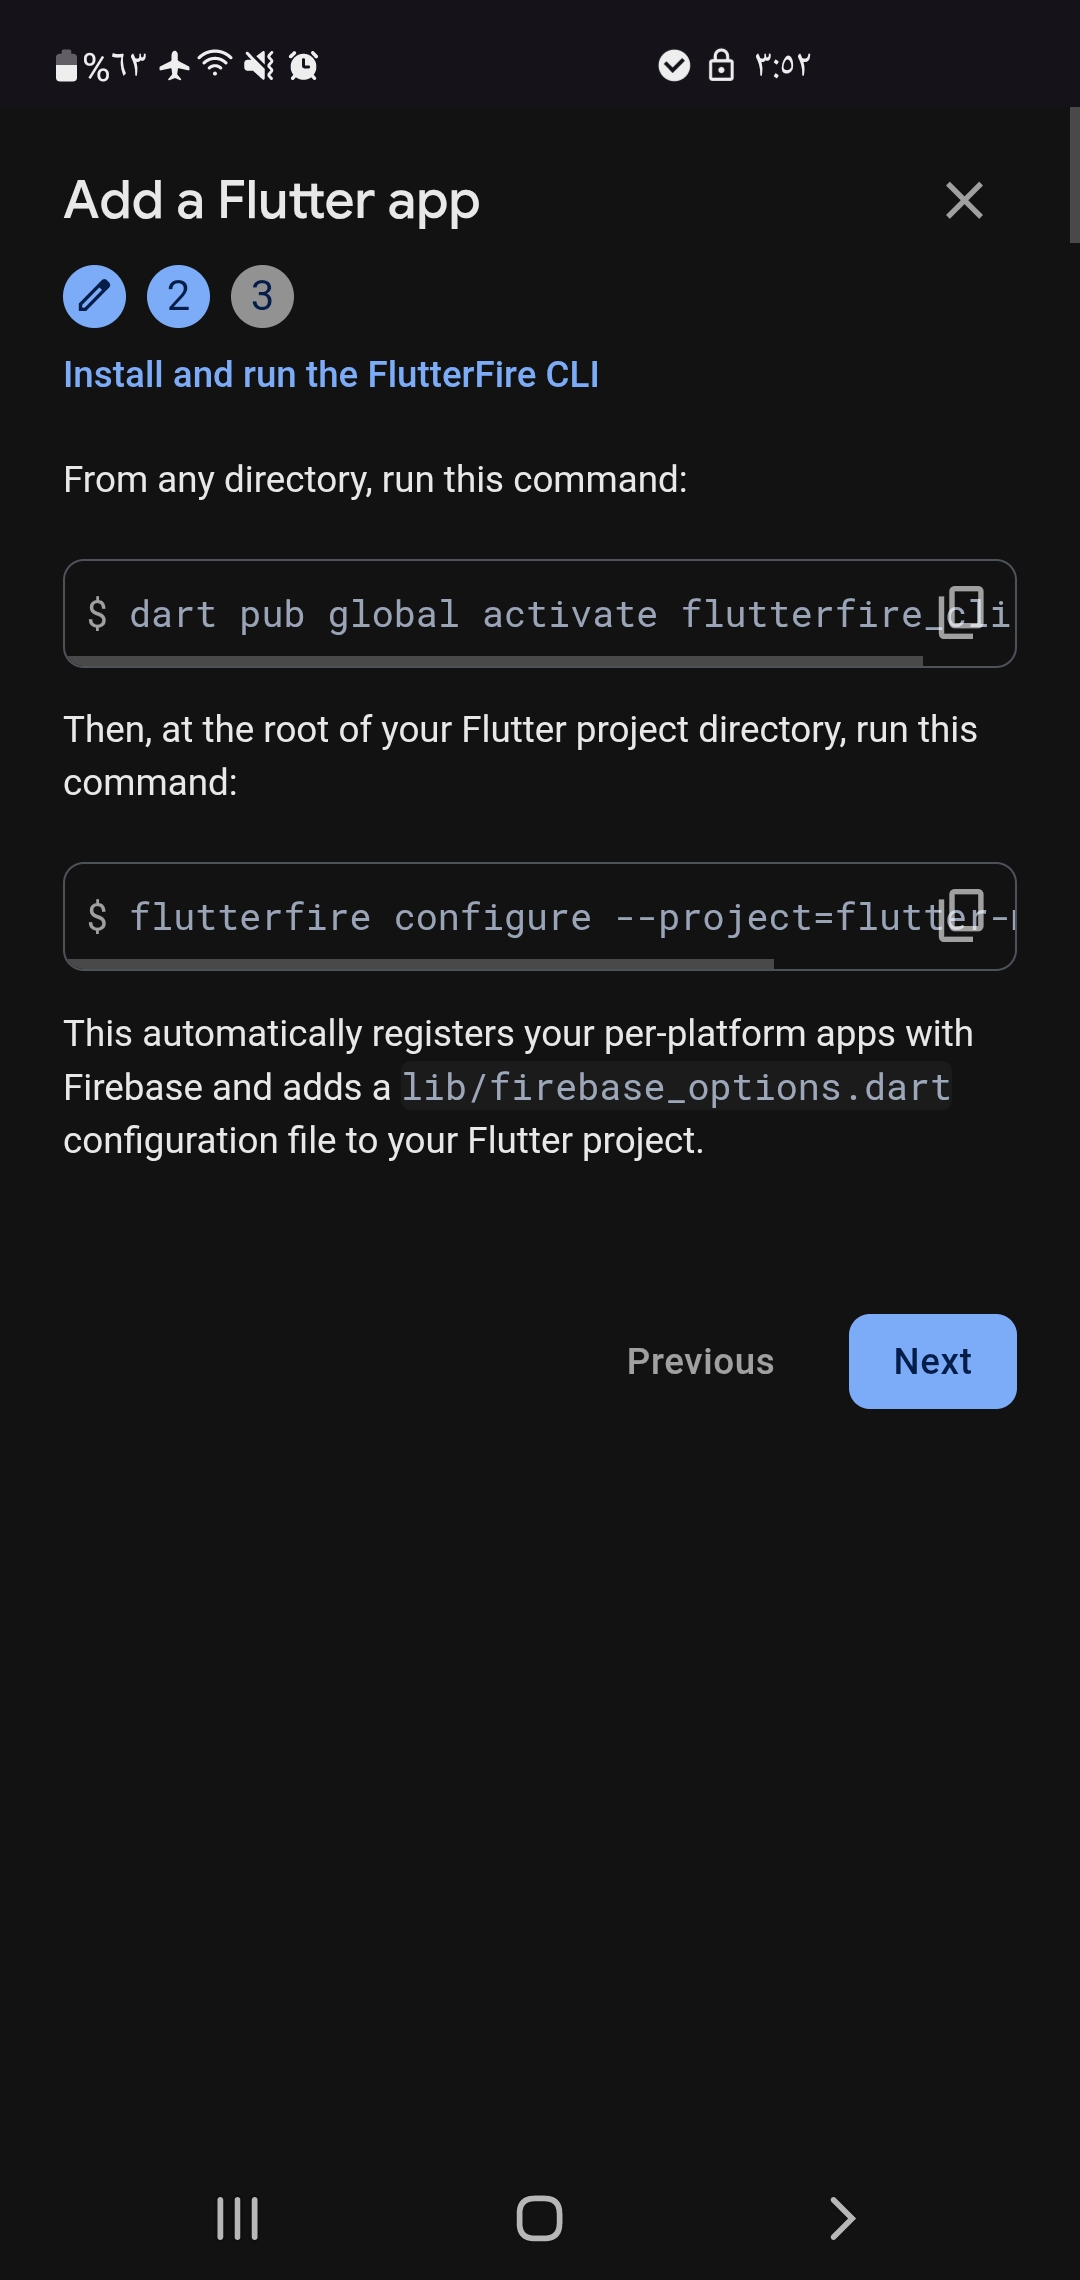 %٦٣ ٣:٥٢
Add a Flutter app
2 3
Install and run the FlutterFire CLI
From any directory, run this command:
$ dart pub global activate flutterfire_cli
Then, at the root of your Flutter project directory, run this
command:
$ flutterfire configure --project=flutter-
This automatically registers your per-platform apps with
Firebase and adds a lib/firebase_options.dart
configuration file to your Flutter project.
Previous Next